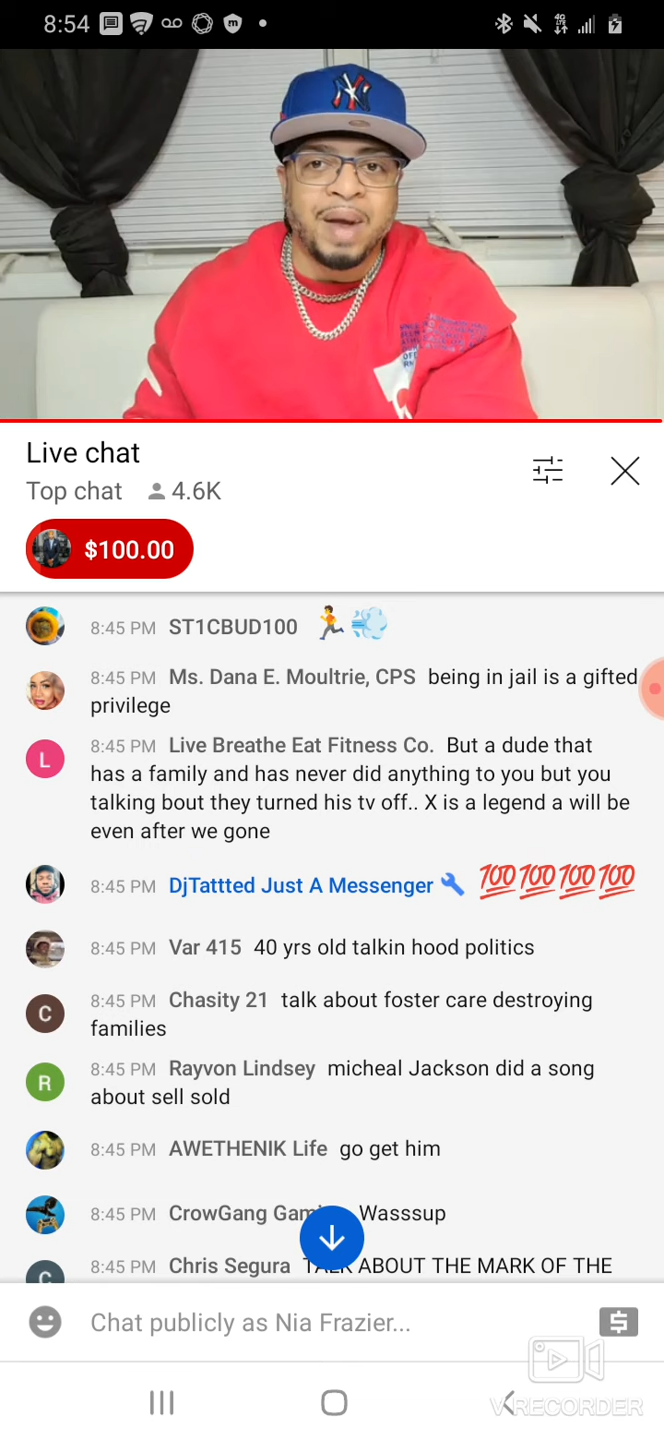 8:54
NY
Live chat
Top chat 4.6K
$100.00
8:45 PM ST1CBUD100 🏃💨
8:45 PM Ms. Dana E. Moultrie, CPS being in jail is a gifted
privilege
L 8:45 PM Live Breathe Eat Fitness Co. But a dude that
has a family and has never did anything to you but you
talking bout they turned his tv off.. X is a legend a will be
even after we gone
8:45 PM DjTattted Just A Messenger 🔧 💯💯💯💯
8:45 PM Var 415 40 yrs old talkin hood politics
C 8:45 PM Chasity 21 talk about foster care destroying
families
R 8:45 PM Rayvon Lindsey micheal Jackson did a song
about sell sold
8:45 PM AWETHENIK Life go get him
8:45 PM CrowGang Wasssup
C 8:45 PM Chris Segura TALK ABOUT THE MARK OF THE
Chat publicly as Nia Frazier...
V RECORDER